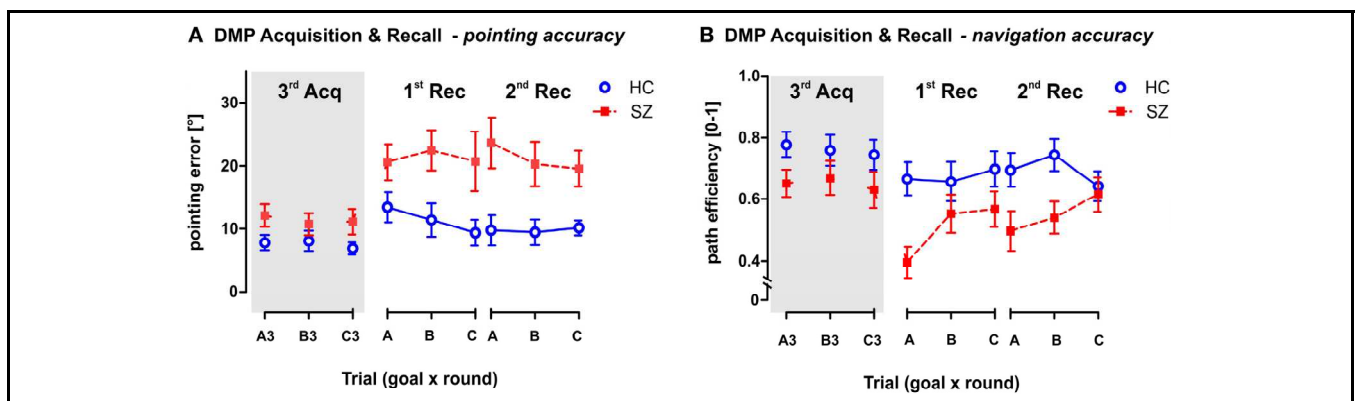 A DMP Acquisition & Recall - pointing accuracy
3rd Acq
1st Rec
2nd Rec
HC
SZ
pointing error [°]
30
20
10
0
A3 B3 C3 A B C A B C
Trial (goal x round)
B DMP Acquisition & Recall - navigation accuracy
3rd Acq
1st Rec
2nd Rec
HC
SZ
path efficiency [0-1]
1.0
0.8
0.6
0.4
0
A3 B3 C3 A B C A B C
Trial (goal x round)